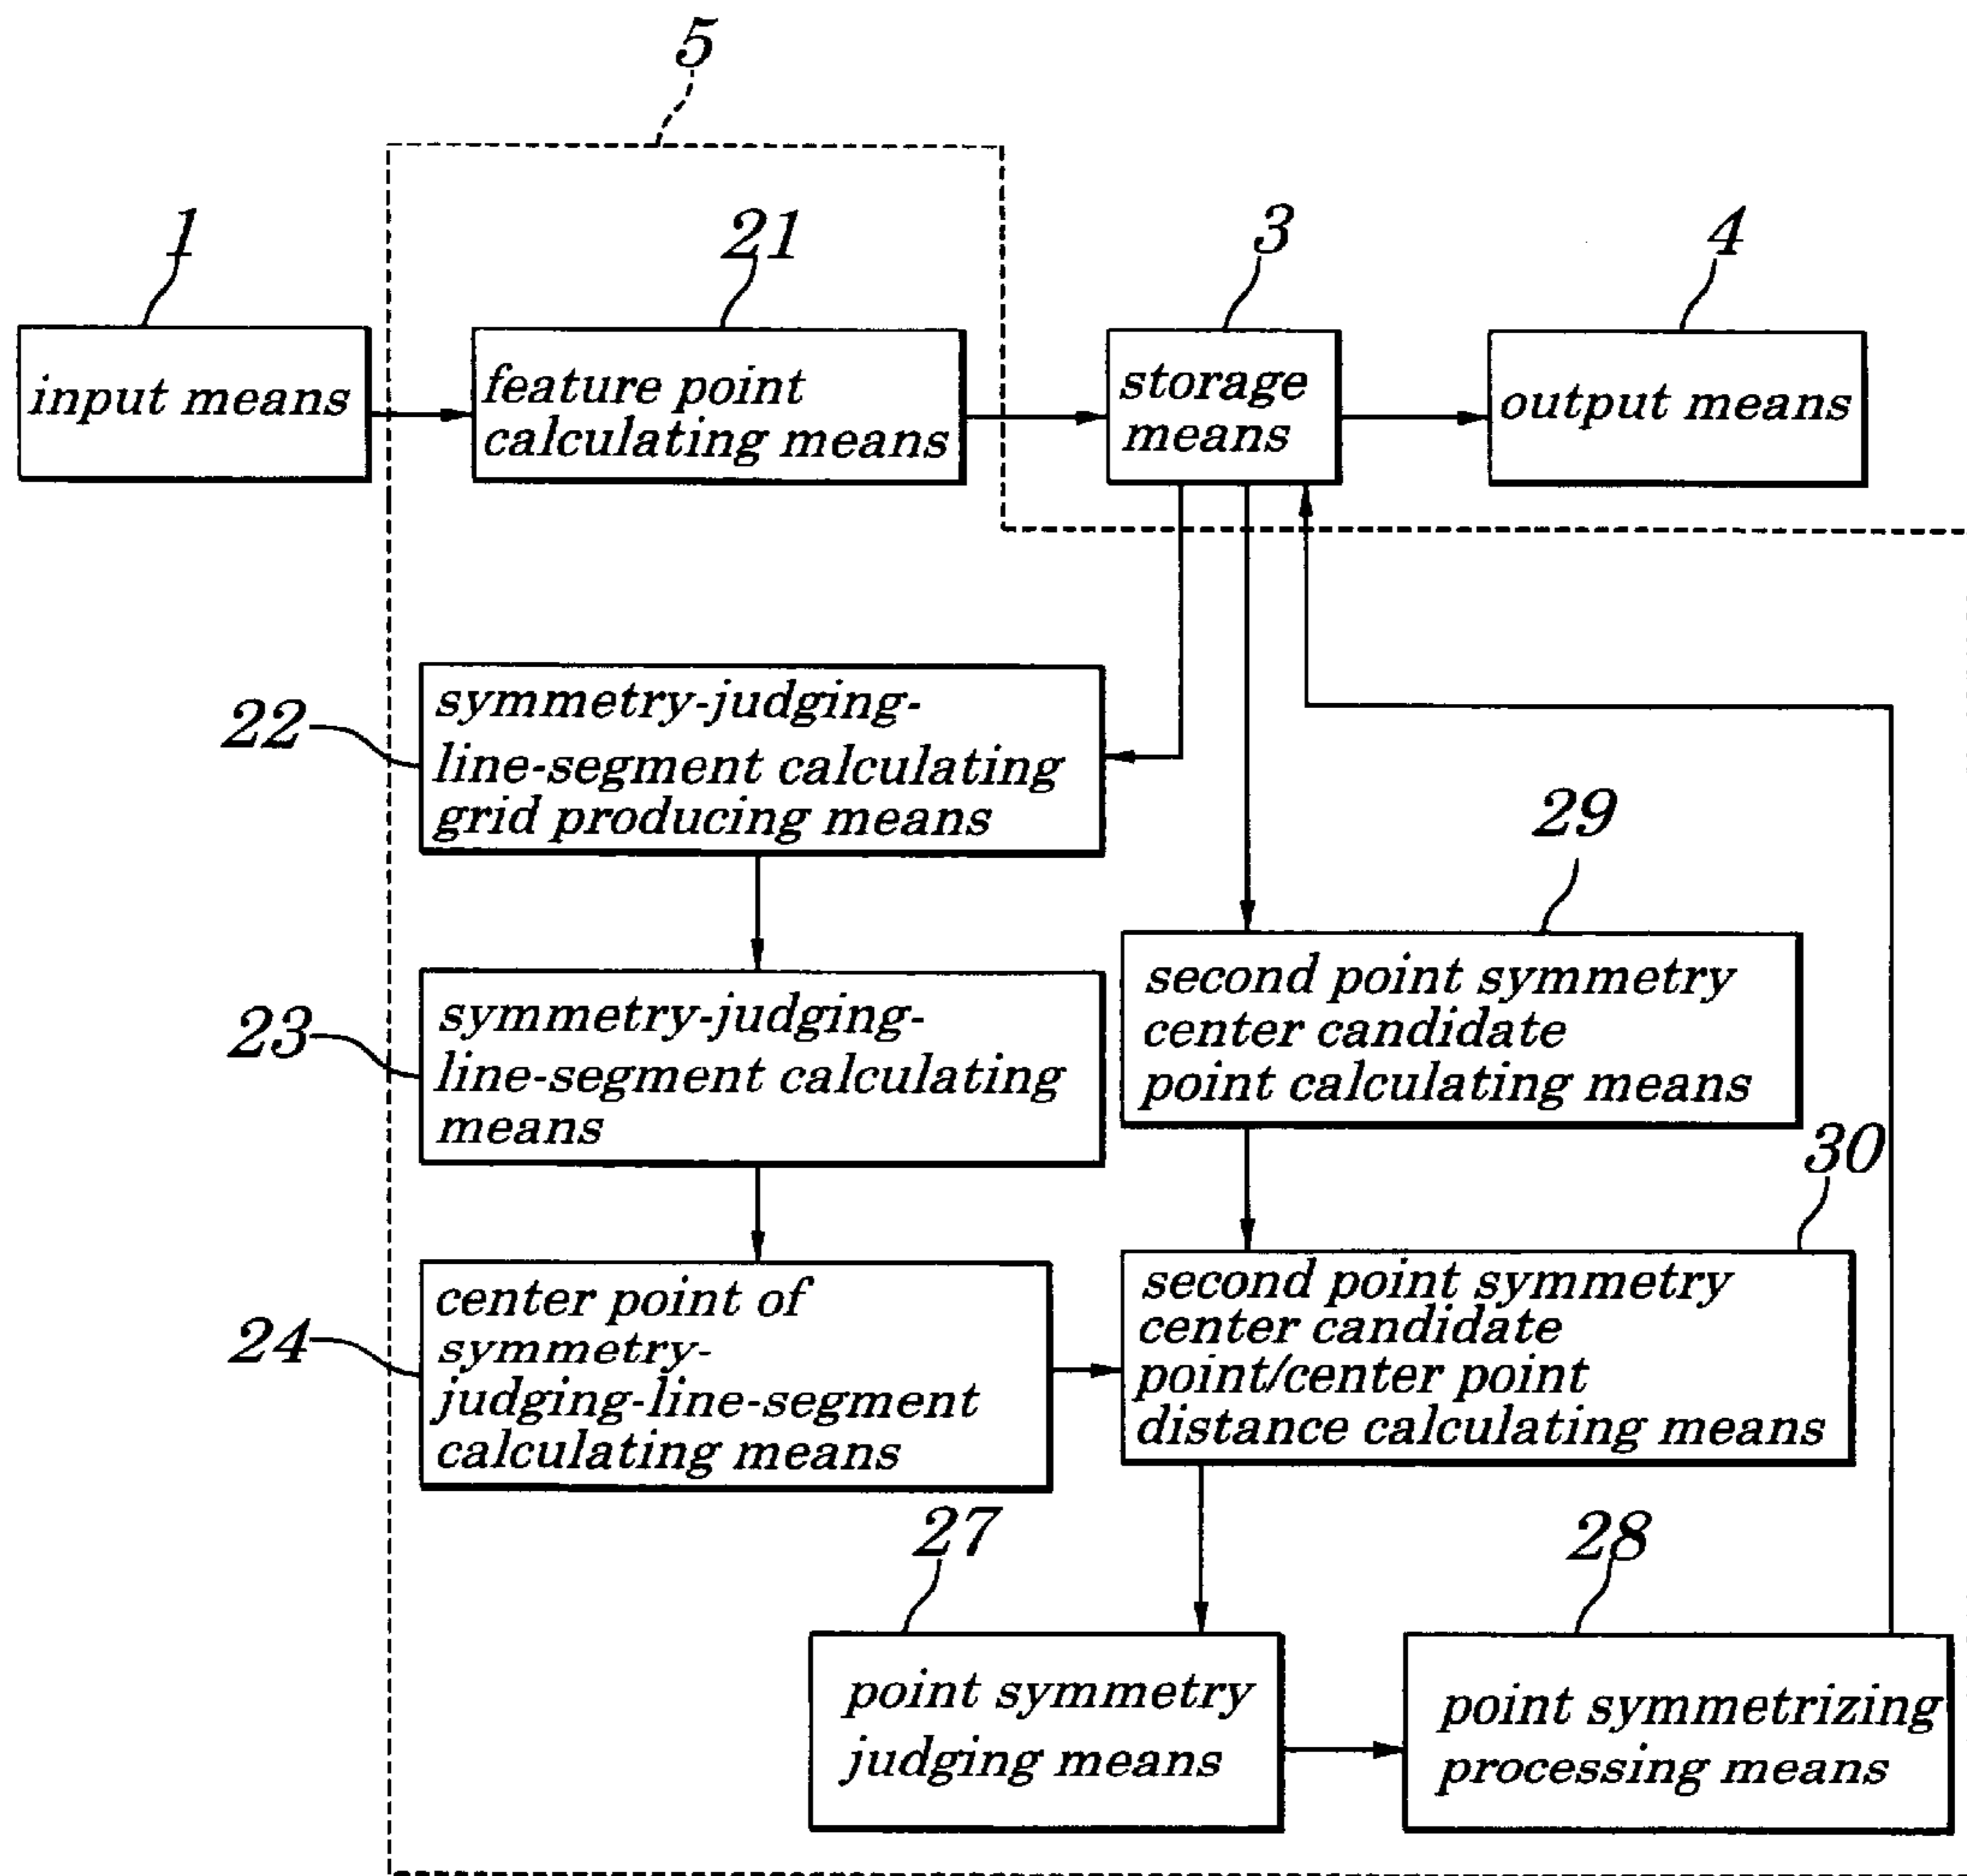 5
1
21
3
4
input means
feature point
calculating means
storage
means
output means
22
symmetry-judging-
line-segment calculating
grid producing means
29
23
symmetry-judging-
line-segment calculating
means
second point symmetry
center candidate
point calculating means
30
24
center point of
symmetry-
judging-line-segment
calculating means
second point symmetry
center candidate
point/center point
distance calculating means
27
28
point symmetry
judging means
point symmetrizing
processing means